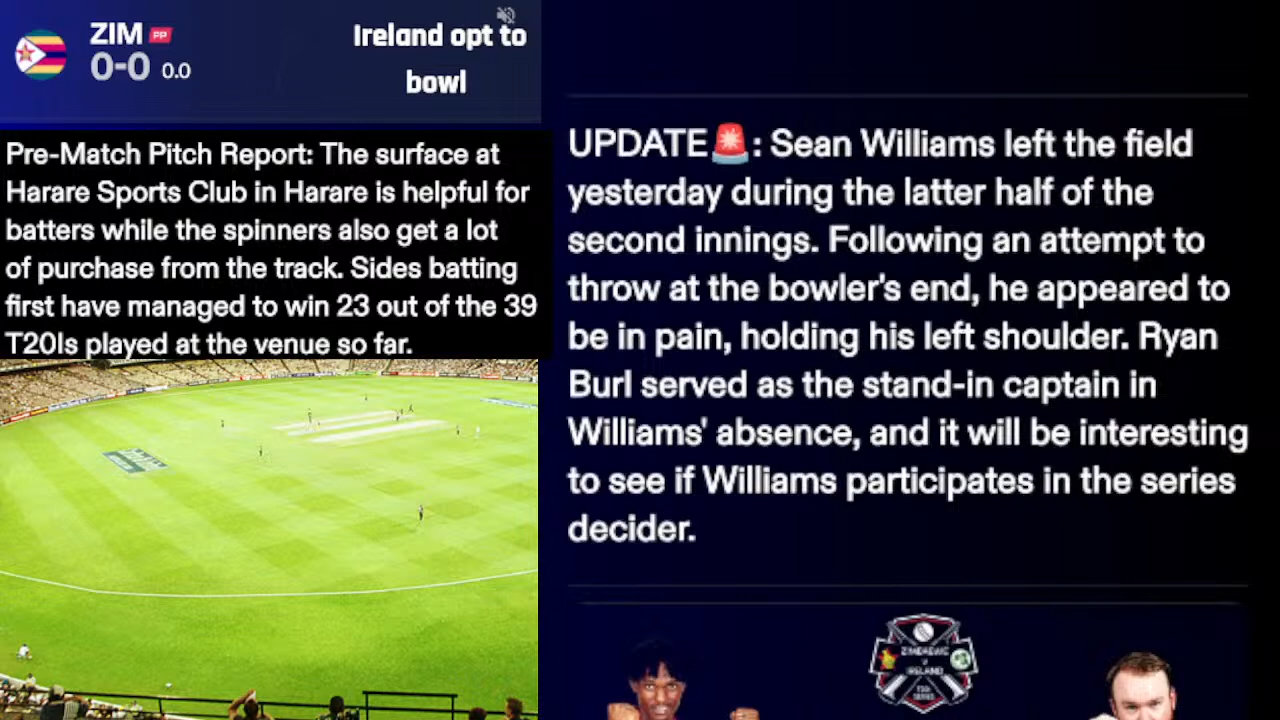 ZIM PP
0-0 0.0
Ireland opt to
bowl
Pre-Match Pitch Report: The surface at
Harare Sports Club in Harare is helpful for
batters while the spinners also get a lot
of purchase from the track. Sides batting
first have managed to win 23 out of the 39
T20Is played at the venue so far.
UPDATE🚨: Sean Williams left the field
yesterday during the latter half of the
second innings. Following an attempt to
throw at the bowler's end, he appeared to
be in pain, holding his left shoulder. Ryan
Burl served as the stand-in captain in
Williams' absence, and it will be interesting
to see if Williams participates in the series
decider.
ZIMBABWE
V
IRELAND